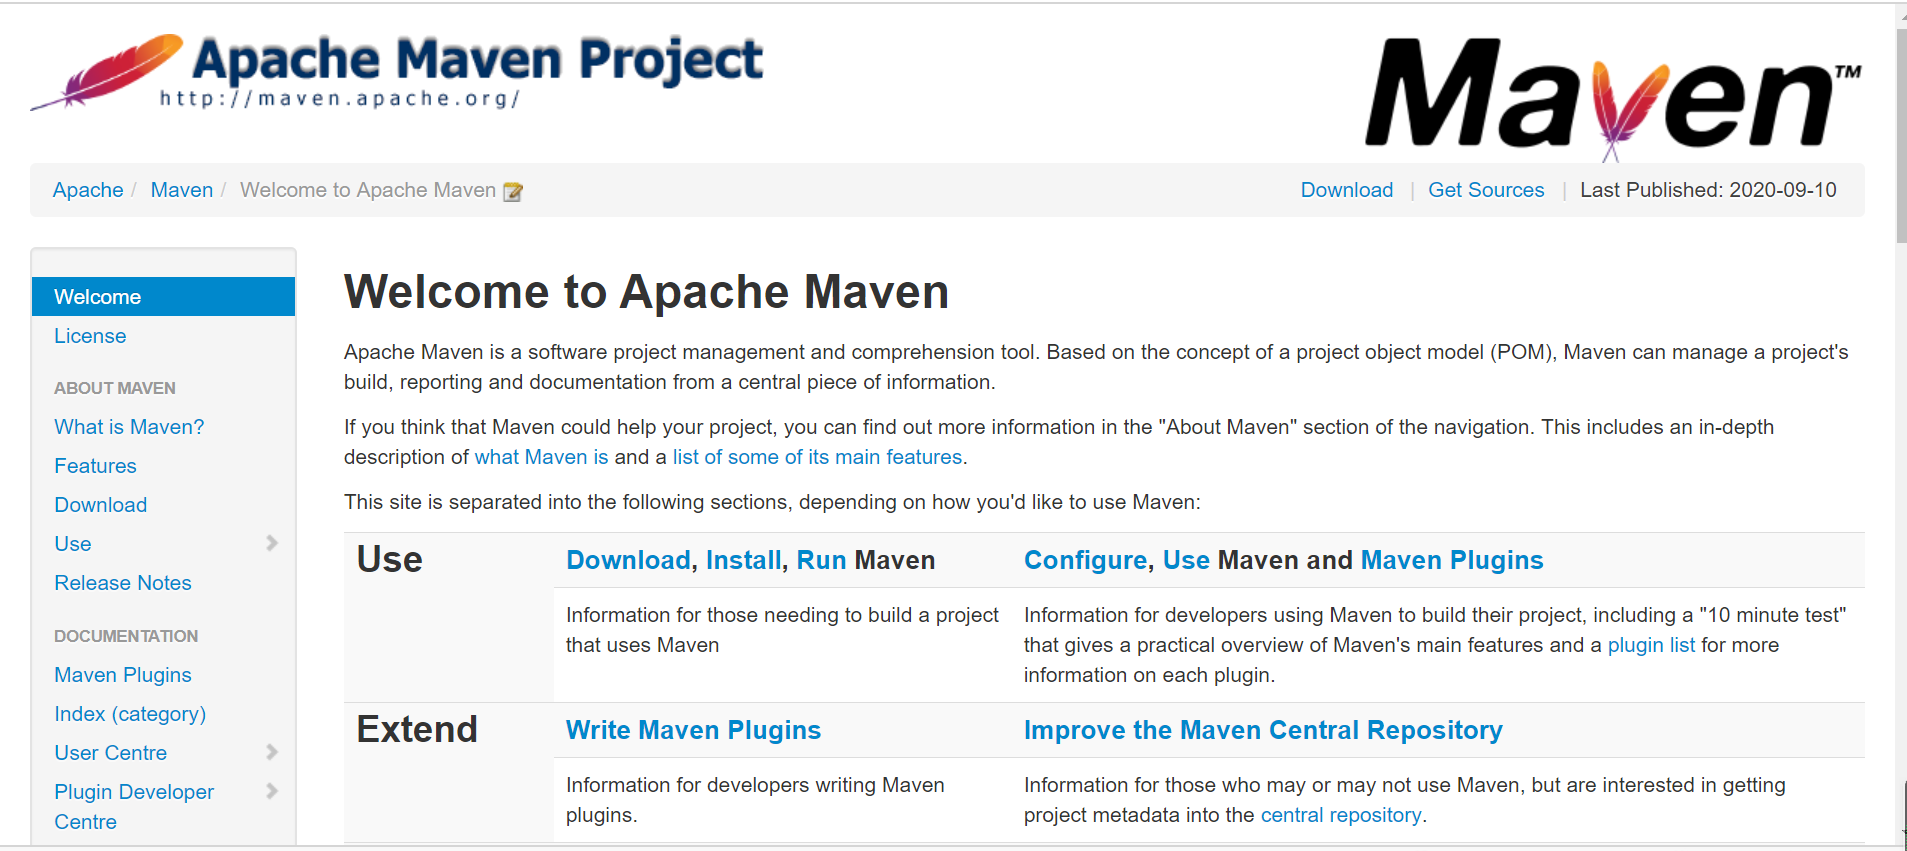 Apache Maven Project
http://maven.apache.org/
Maven™
Apache / Maven / Welcome to Apache Maven
Download | Get Sources | Last Published: 2020-09-10
Welcome
License
ABOUT MAVEN
What is Maven?
Features
Download
Use
Release Notes
DOCUMENTATION
Maven Plugins
Index (category)
User Centre
Plugin Developer
Centre
Welcome to Apache Maven
Apache Maven is a software project management and comprehension tool. Based on the concept of a project object model (POM), Maven can manage a project's
build, reporting and documentation from a central piece of information.
If you think that Maven could help your project, you can find out more information in the "About Maven" section of the navigation. This includes an in-depth
description of what Maven is and a list of some of its main features.
This site is separated into the following sections, depending on how you'd like to use Maven:
Use
Download, Install, Run Maven
Information for those needing to build a project
that uses Maven
Configure, Use Maven and Maven Plugins
Information for developers using Maven to build their project, including a "10 minute test"
that gives a practical overview of Maven's main features and a plugin list for more
information on each plugin.
Extend
Write Maven Plugins
Information for developers writing Maven
plugins.
Improve the Maven Central Repository
Information for those who may or may not use Maven, but are interested in getting
project metadata into the central repository.